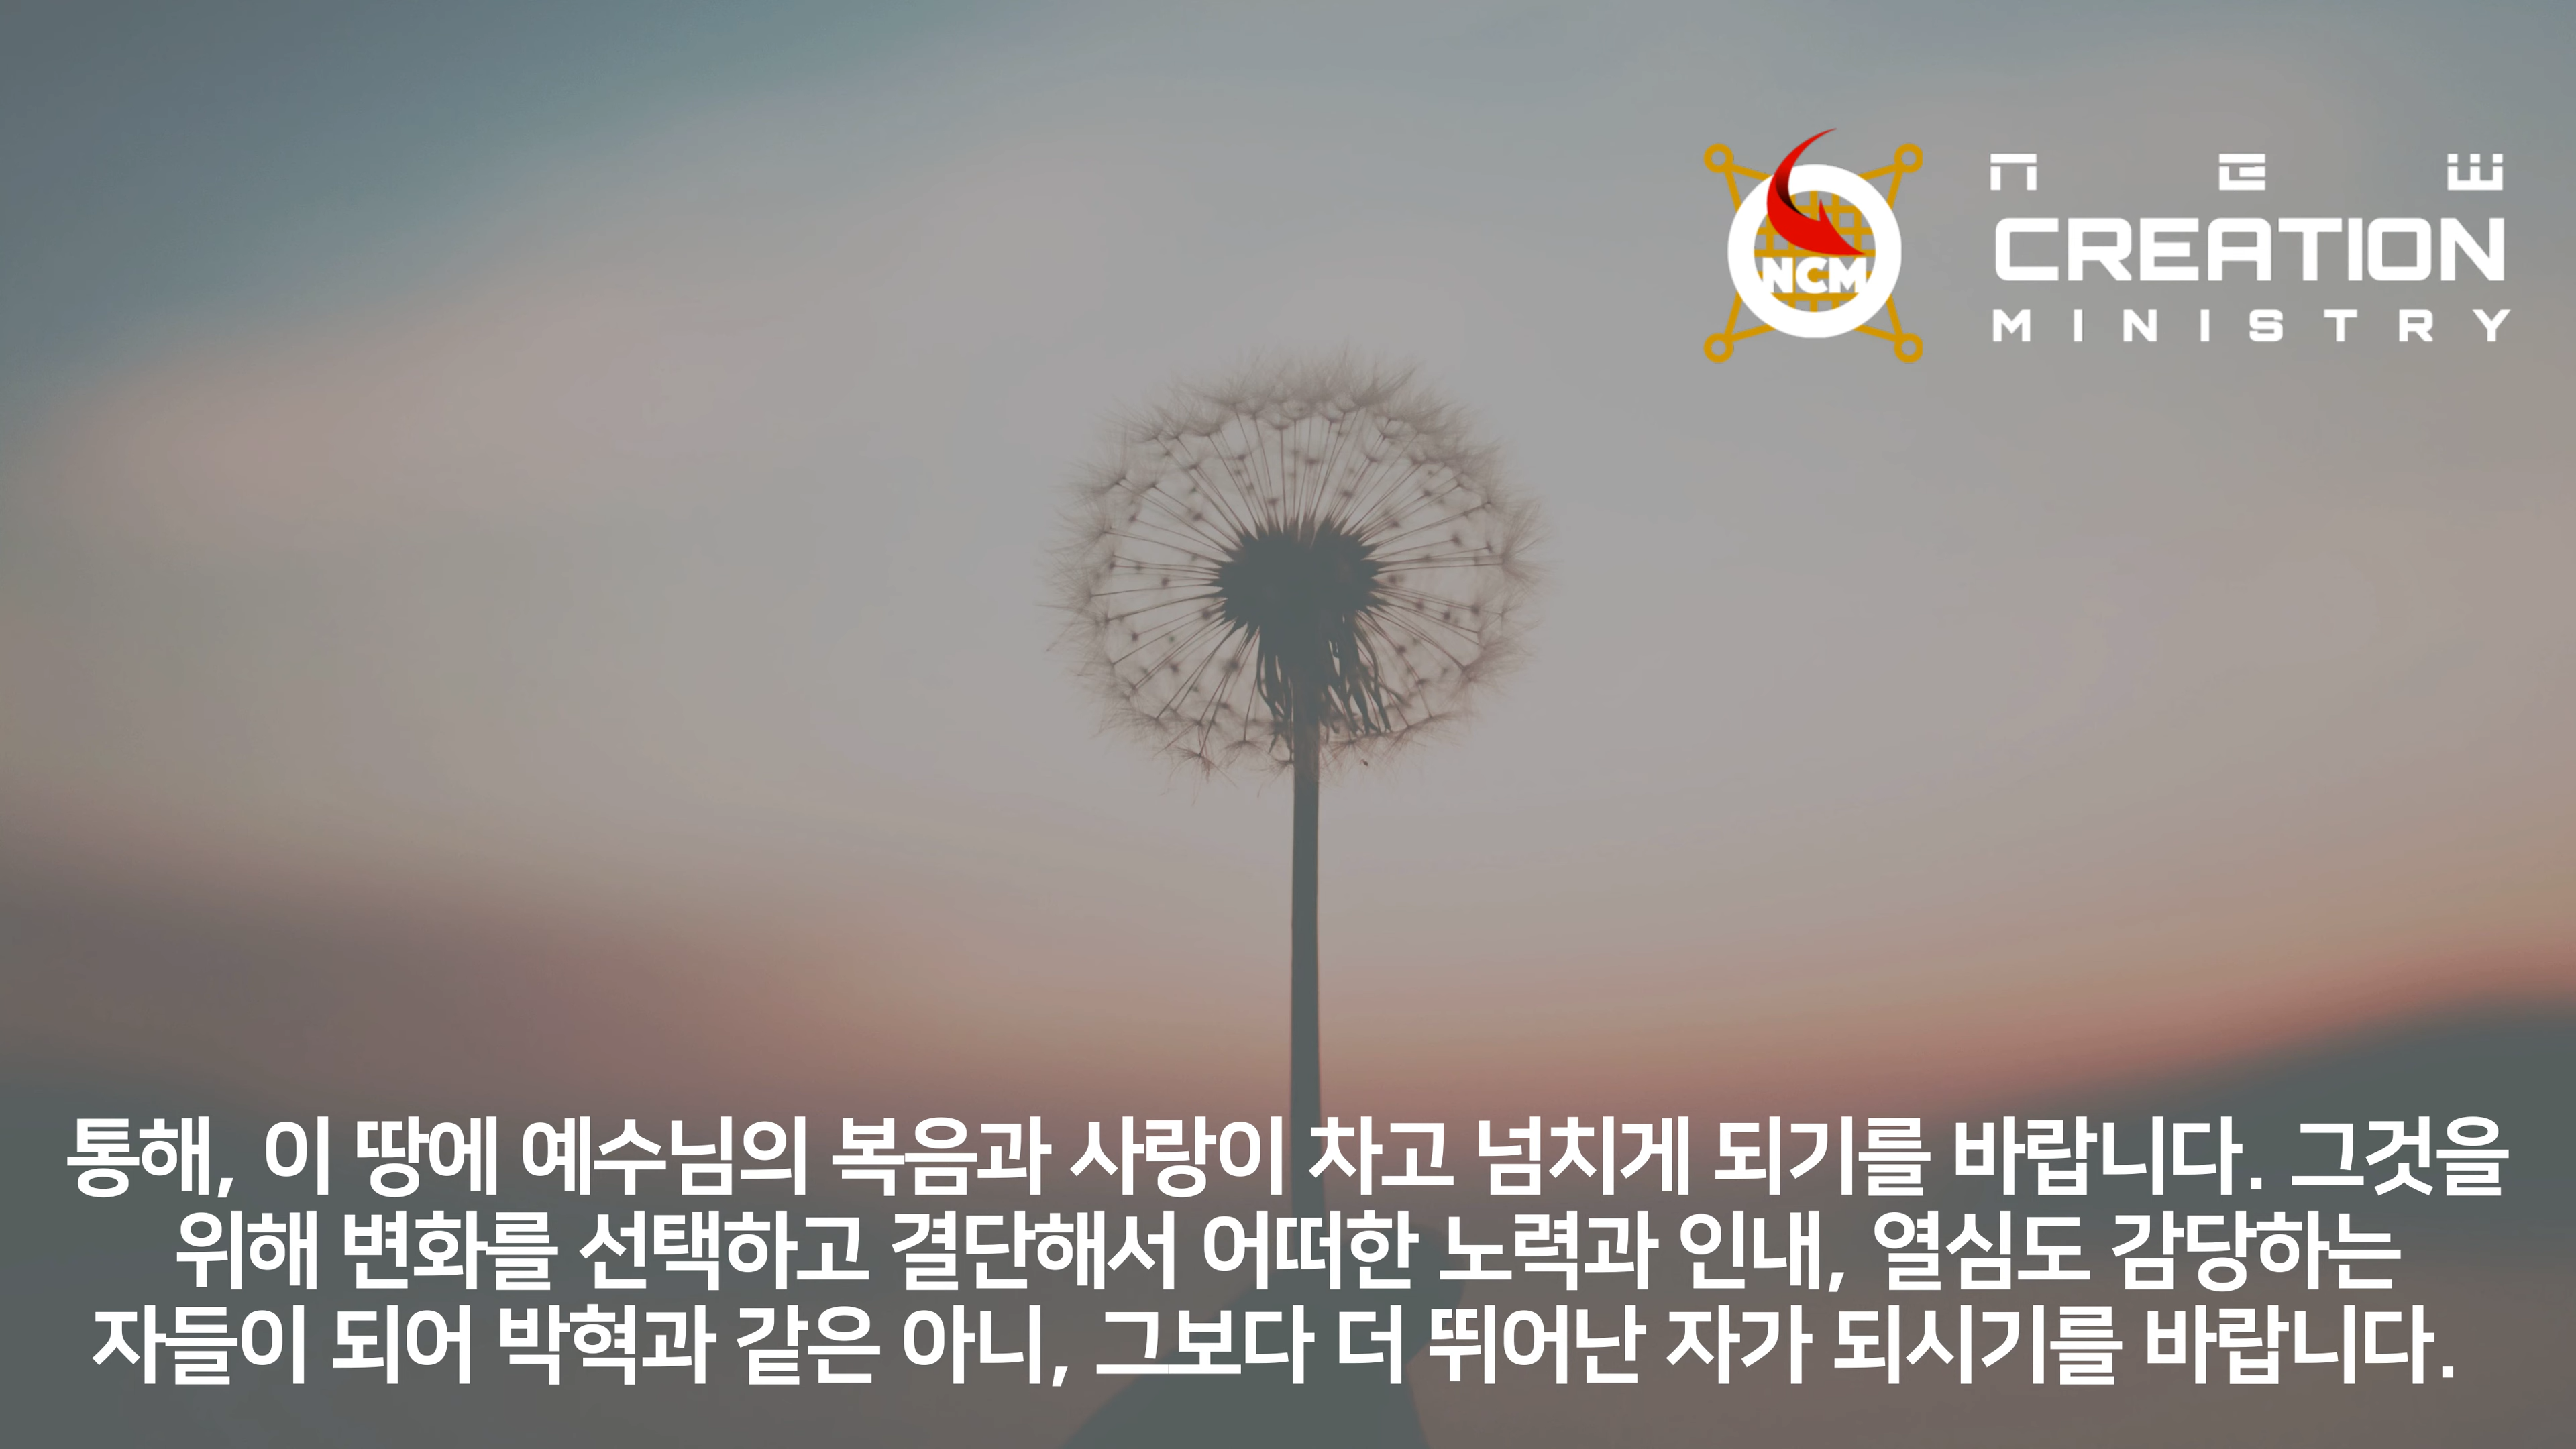 NEW
CREATION
MINISTRY
NCM
통해, 이 땅에 예수님의 복음과 사랑이 차고 넘치게 되기를 바랍니다. 그것을
위해 변화를 선택하고 결단해서 어떠한 노력과 인내, 열심도 감당하는
자들이 되어 박혁과 같은 아니, 그보다 더 뛰어난 자가 되시기를 바랍니다.